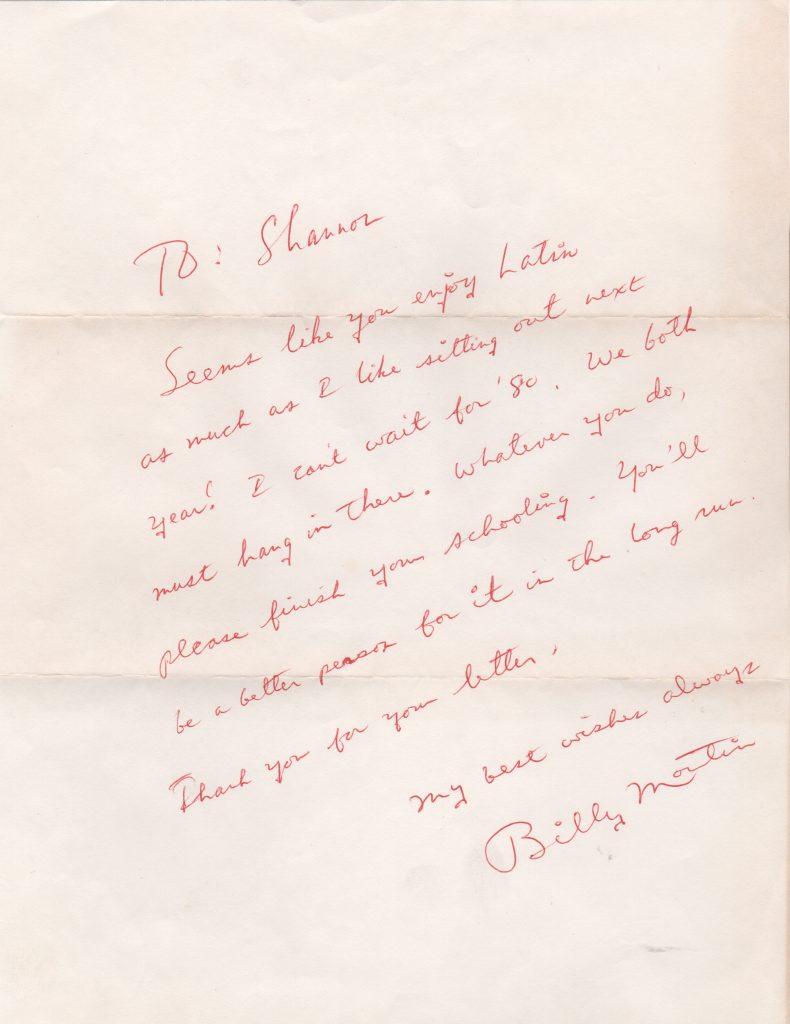 To: Shannon
Seems like you enjoy Latin
as much as I like sitting out next
year! I can't wait for '80. We both
must hang in there. Whatever you do,
please finish your schooling. You'll
be a better person for it in the long run.
Thank you for your letter,
My best wishes always
Billy Martin